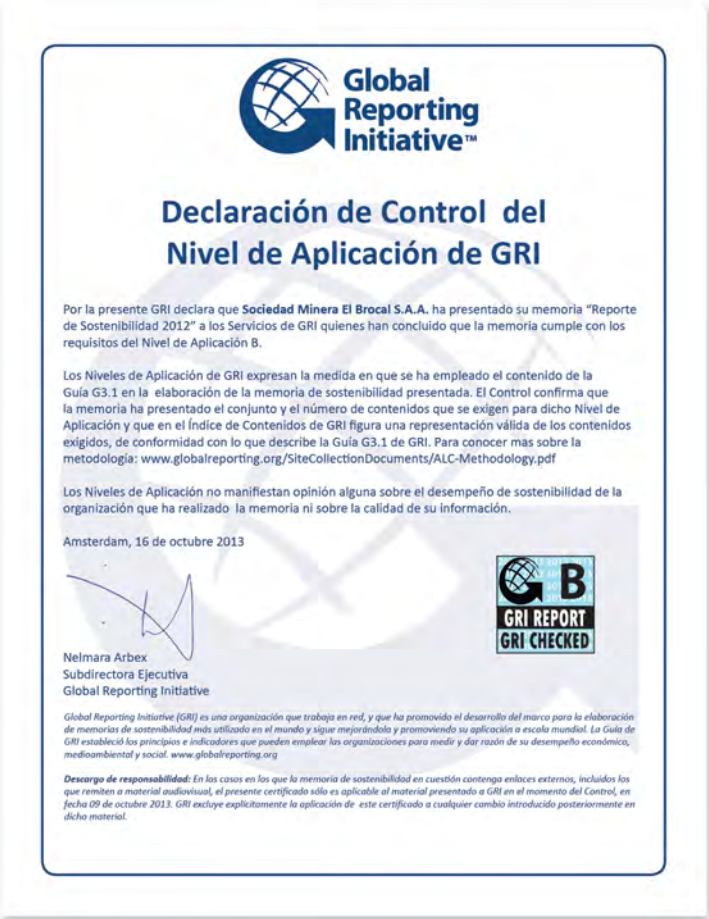 Global
Reporting
Initiative™
Declaración de Control del
Nivel de Aplicación de GRI
Por la presente GRI declara que Sociedad Minera El Brocal S.A.A. ha presentado su memoria “Reporte
de Sostenibilidad 2012” a los Servicios de GRI quienes han concluido que la memoria cumple con los
requisitos del Nivel de Aplicación B.
Los Niveles de Aplicación de GRI expresan la medida en que se ha empleado el contenido de la
Guía G3.1 en la elaboración de la memoria de sostenibilidad presentada. El Control confirma que
la memoria ha presentado el conjunto y el número de contenidos que se exigen para dicho Nivel de
Aplicación y que en el Índice de Contenidos de GRI figura una representación válida de los contenidos
exigidos, de conformidad con lo que describe la Guía G3.1 de GRI. Para conocer mas sobre la
metodología: www.globalreporting.org/SiteCollectionDocuments/ALC-Methodology.pdf
Los Niveles de Aplicación no manifiestan opinión alguna sobre el desempeño de sostenibilidad de la
organización que ha realizado la memoria ni sobre la calidad de su información.
Amsterdam, 16 de octubre 2013
B
GRI REPORT
GRI CHECKED
Nelmara Arbex
Subdirectora Ejecutiva
Global Reporting Initiative
Global Reporting Initiative (GRI) es una organización que trabaja en red, y que ha promovido el desarrollo del marco para la elaboración
de memorias de sostenibilidad más utilizado en el mundo y sigue mejorándola y promoviendo su aplicación a escala mundial. La Guía de
GRI estableció los principios e indicadores que pueden emplear las organizaciones para medir y dar razón de su desempeño económico,
medioambiental y social. www.globalreporting.org
Descargo de responsabilidad: En los casos en los que la memoria de sostenibilidad en cuestión contenga enlaces externos, incluidos los
que remiten a material audiovisual, el presente certificado sólo es aplicable al material presentado a GRI en el momento del Control, en
fecha 09 de octubre 2013. GRI excluye explícitamente la aplicación de este certificado a cualquier cambio introducido posteriormente en
dicho material.